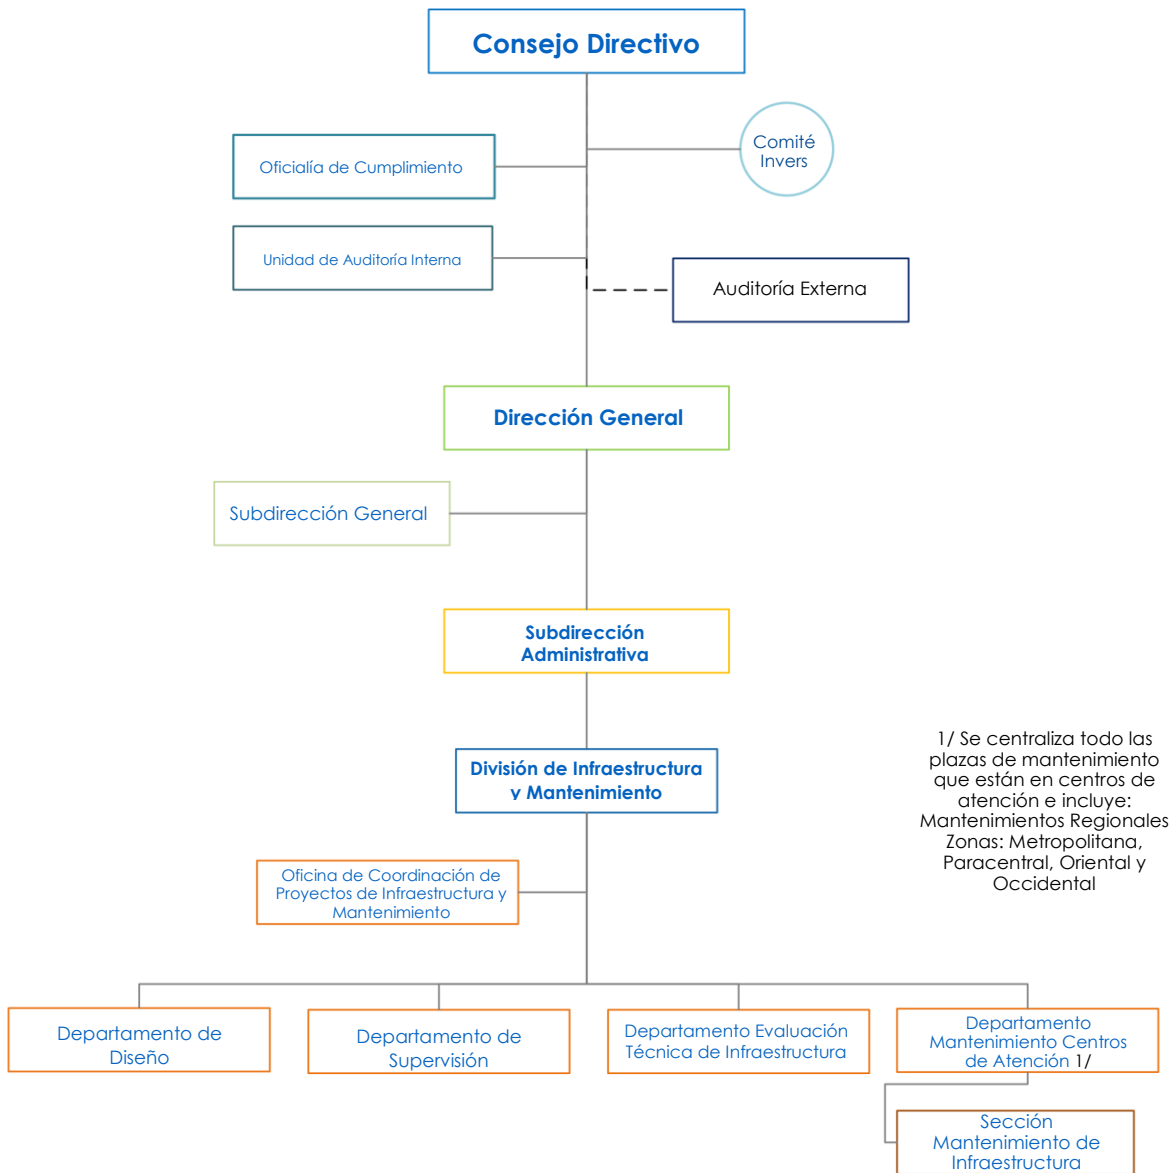 Consejo Directivo
Comité
Invers
Oficialía de Cumplimiento
Unidad de Auditoría Interna
Auditoría Externa
Dirección General
Subdirección General
Subdirección
Administrativa
División de Infraestructura
y Mantenimiento
1/ Se centraliza todo las
plazas de mantenimiento
que están en centros de
atención e incluye:
Mantenimientos Regionales
Zonas: Metropolitana,
Paracentral, Oriental y
Occidental
Oficina de Coordinación de
Proyectos de Infraestructura y
Mantenimiento
Departamento de
Diseño
Departamento de
Supervisión
Departamento Evaluación
Técnica de Infraestructura
Departamento
Mantenimiento Centros
de Atención 1/
Sección
Mantenimiento de
Infraestructura